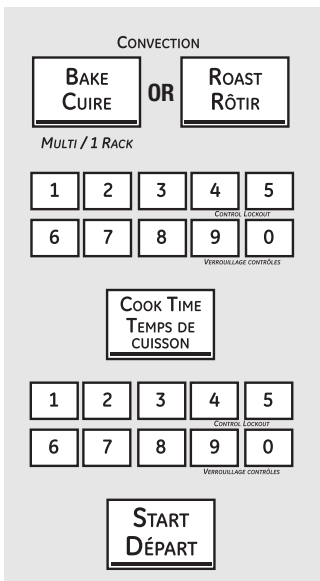 CONVECTION
BAKE OR ROAST
CUIRE RÔTIR
MULTI / 1 RACK
1 2 3 4 5
CONTROL LOCKOUT
6 7 8 9 0
VERROUILLAGE CONTRÔLES
COOK TIME
TEMPS DE
CUISSON
1 2 3 4 5
CONTROL LOCKOUT
6 7 8 9 0
VERROUILLAGE CONTRÔLES
START
DÉPART